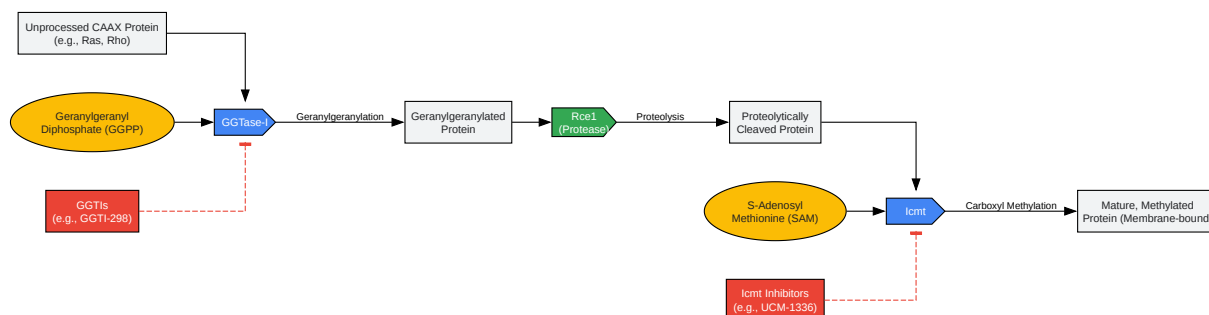 Unprocessed CAAX Protein
(e.g., Ras, Rho)
Geranylgeranyl
Diphosphate (GGPP)
GGTase-I
Geranylgeranylation
Geranylgeranylated
Protein
Rce1
(Protease)
Proteolysis
Proteolytically
Cleaved Protein
GGTIs
(e.g., GGTI-298)
S-Adenosyl
Methionine (SAM)
Icmt
Carboxyl Methylation
Mature, Methylated
Protein (Membrane-bound
Icmt Inhibitors
(e.g., UCM-1336)